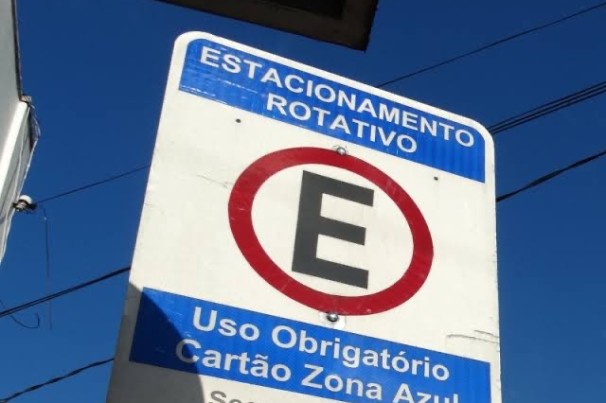 ESTACIONAMENTO
ROTATIVO
E
Uso Obrigatório
Cartão Zona Azul